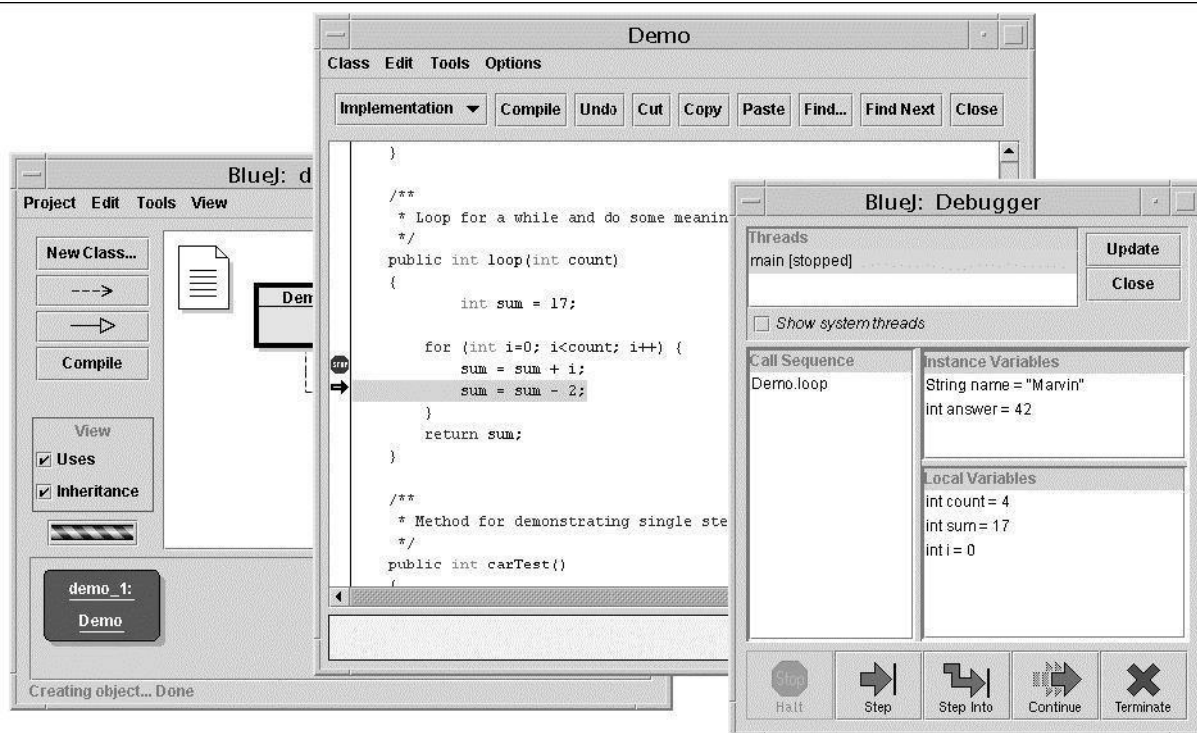 BlueJ: d
Project Edit Tools View
New Class...
Compile
View
Uses
Inheritance
Dem
demo_1:
Demo
Creating object... Done
Demo
Class Edit Tools Options
Implementation Compile Undo Cut Copy Paste Find... Find Next Close
}
/**
* Loop for a while and do some meanin
*/
public int loop(int count)
{
int sum = 17;
for (int i=0; i<count; i++) {
STOP
sum = sum + i;
sum = sum - 2;
}
return sum;
}
/**
* Method for demonstrating single ste
*/
public int carTest()
{
BlueJ: Debugger
Threads
main [stopped]
Update
Close
Show system threads
Call Sequence
Demo.loop
Instance Variables
String name = "Marvin"
int answer = 42
Local Variables
int count = 4
int sum = 17
int i = 0
Stop
Halt
Step
Step Into
Continue
Terminate